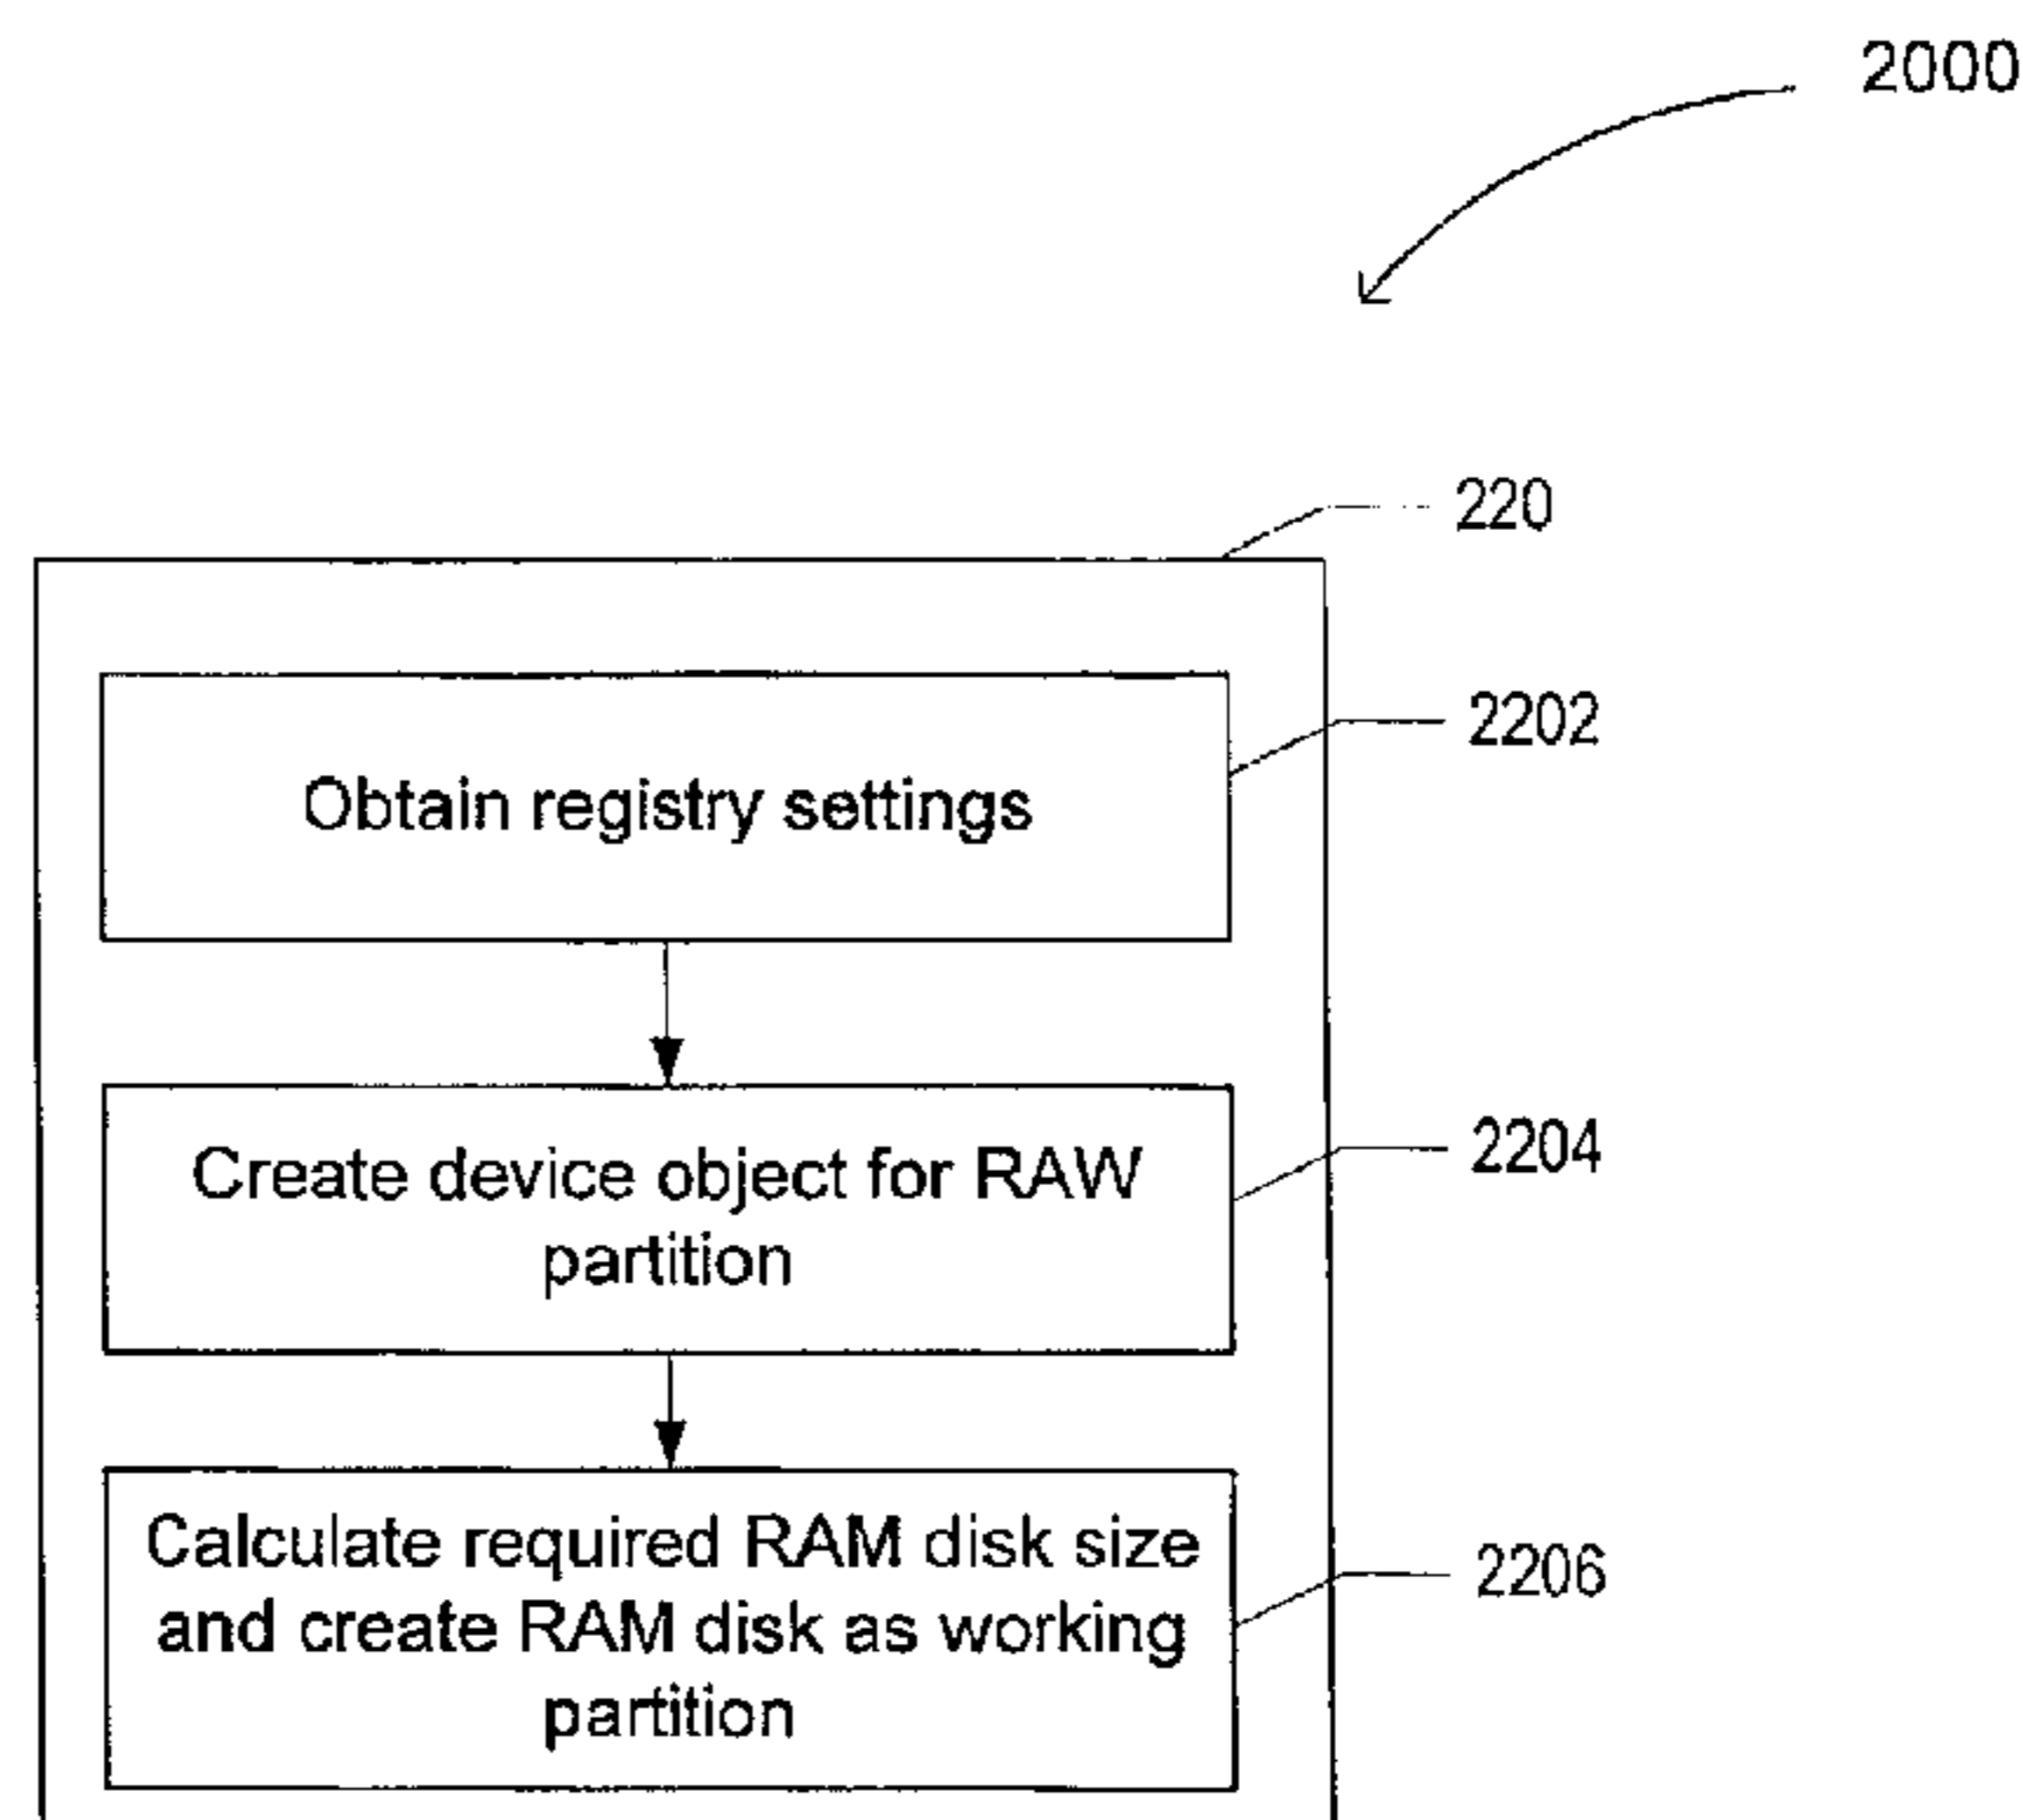 2000
220
Obtain registry settings
2202
Create device object for RAW
partition
2204
Calculate required RAM disk size
and create RAM disk as working
partition
2206